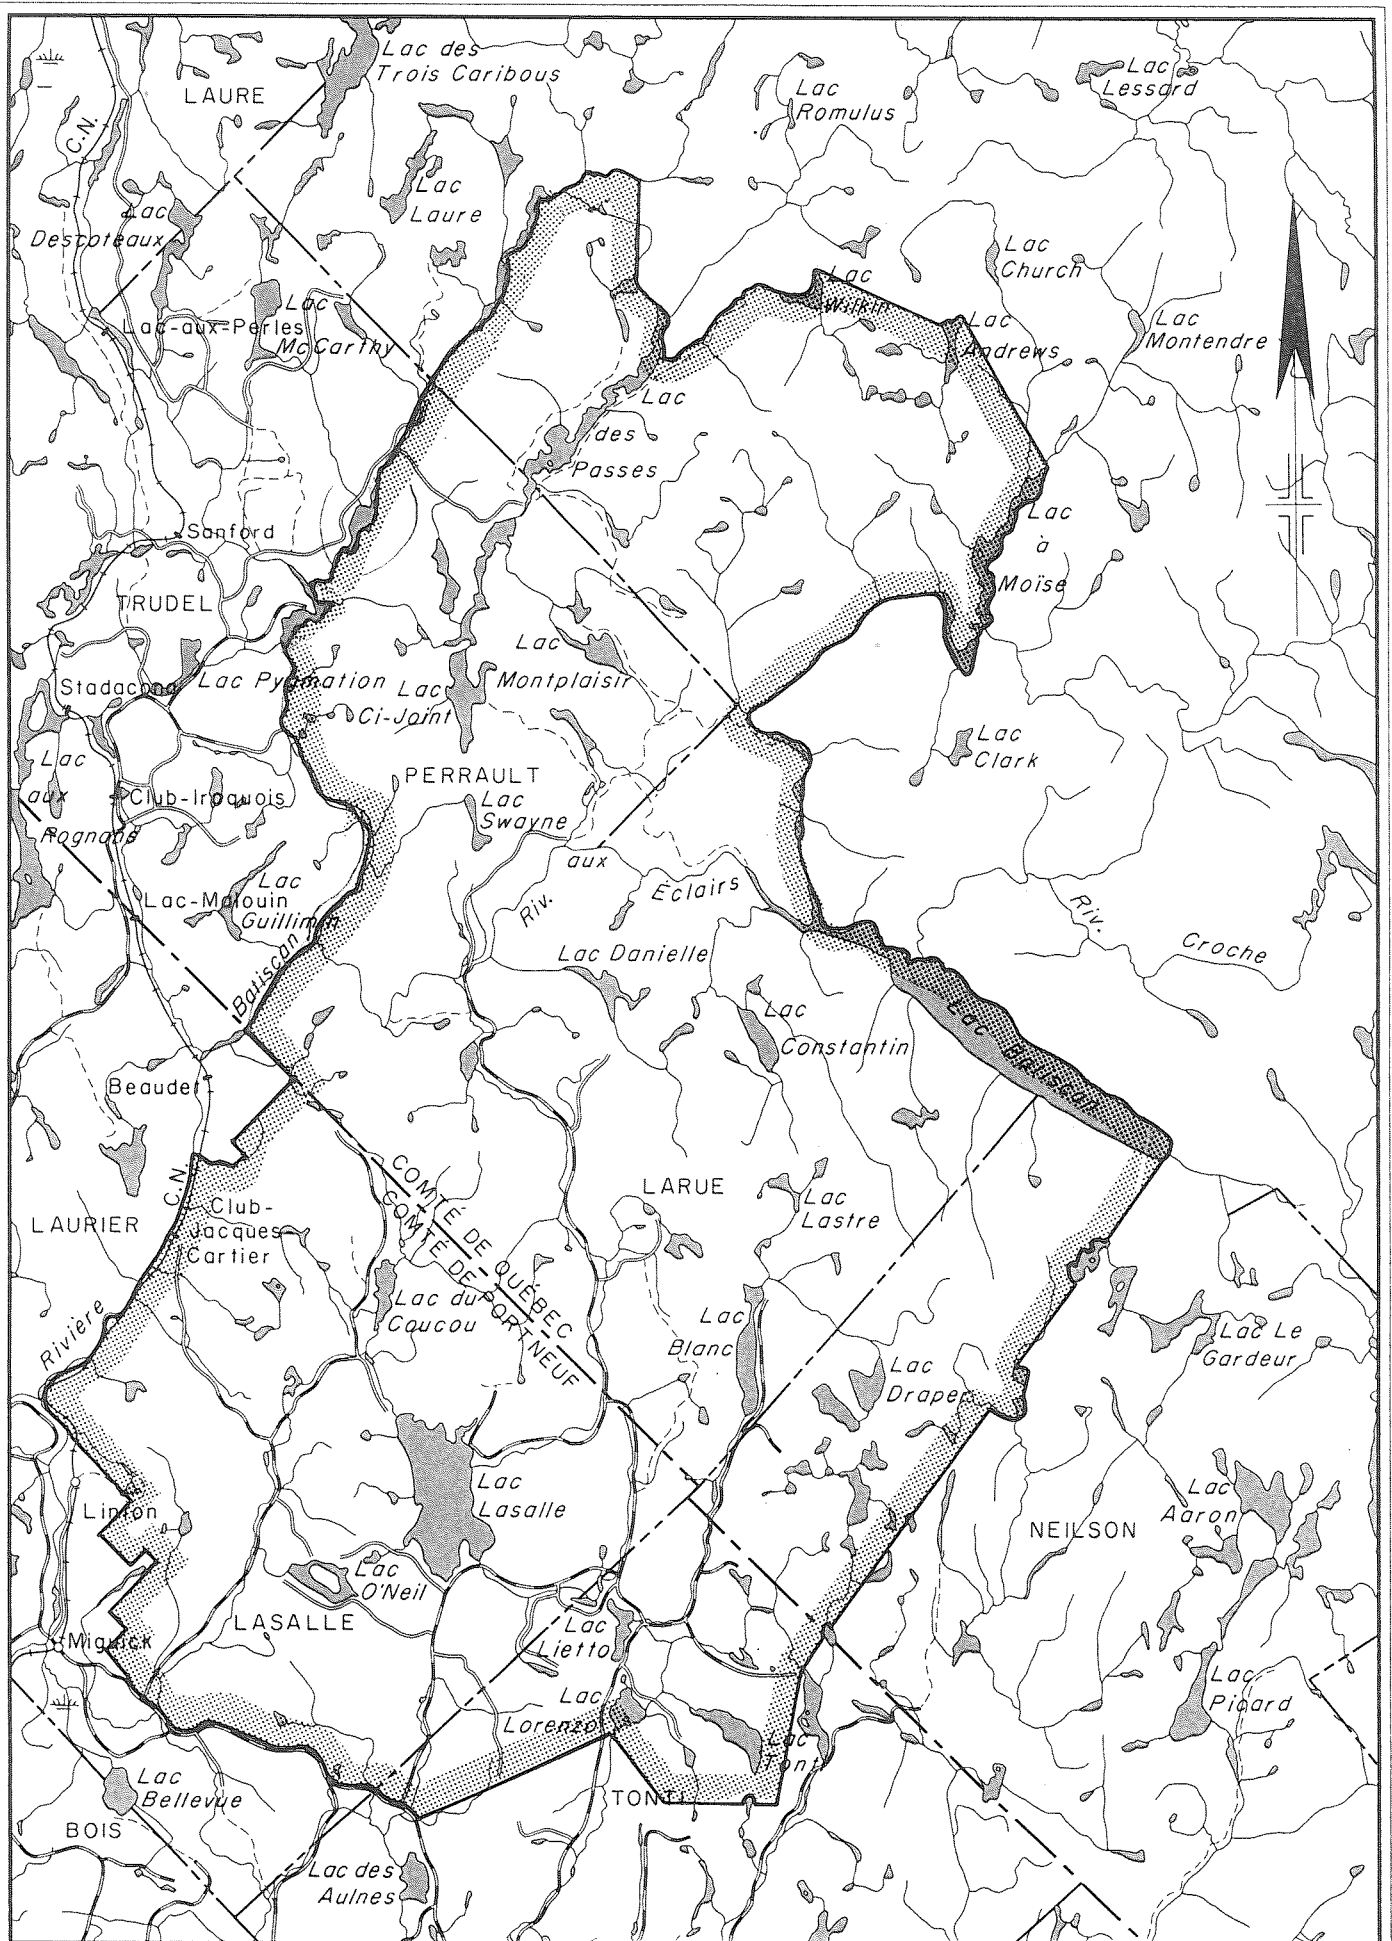 Lac des
Trois Caribous
LAURE
C.N.
Lac
Romulus
Lac
Lessard
Lac
Laure
Lac
Descoteaux
Lac
Church
Lac
Wilkin
Lac
McCarthy
Lac-aux-Perles
Lac
Andrews
Lac
Montendre
Lac
des
Passes
Lac
à
Moïse
Sanford
TRUDEL
Lac
Montplaisir
Stadacona
Lac Pygmation
Lac
Ci-Joint
Lac
Clark
Lac
aux
Rognons
Club-Iroquois
PERRAULT
Lac
Swayne
Riv.
aux
Éclairs
Lac-Malouin
Lac
Guillimin
Batiscan
Riv.
Croche
Lac Danielle
Lac
Constantin
Lac Batiscan
Beaudet
C.N.
COMTÉ DE QUÉBEC
COMTÉ DE PORTNEUF
LARUE
Lac
Lastre
LAURIER
Club-
Jacques-
Cartier
Rivière
Lac du
Coucou
Lac
Blanc
Lac
Draper
Lac Le
Gardeur
Linton
Lac
Lasalle
NEILSON
Lac
Aaron
Lac
O'Neil
LASALLE
Miguick
Lac
Lietto
Lac
Lorenzo
Lac
Picard
Lac
Tonti
TONTI
Lac
Bellevue
BOIS
Lac des
Aulnes